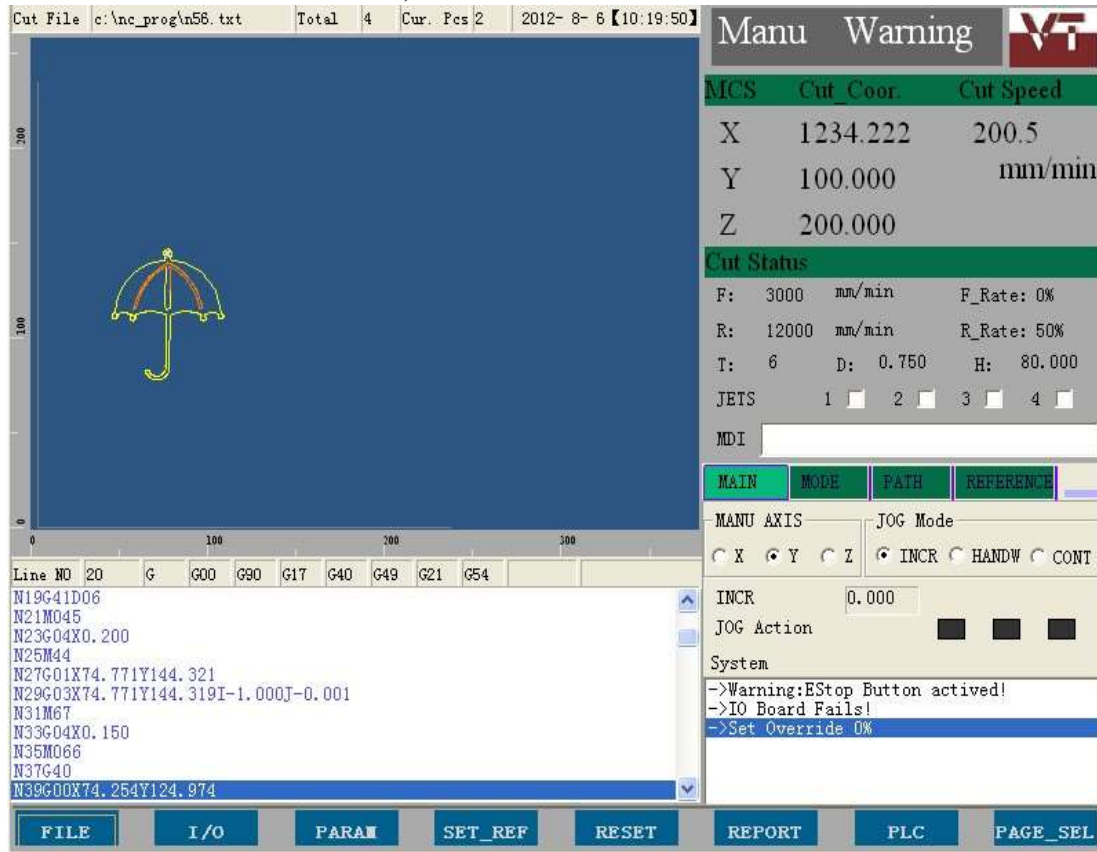 Cut File c:\nc_prog\n56.txt Total 4 Cur. Pcs 2 2012- 8- 6【10:19:50】
Manu Warning VT
MCS Cut_Coor. Cut Speed
X 1234.222 200.5
mm/min
Y 100.000
Z 200.000
Cut Status
F: 3000 mm/min F_Rate: 0%
R: 12000 mm/min R_Rate: 50%
T: 6 D: 0.750 H: 80.000
JETS 1 2 3 4
MDI
MAIN MODE PATH REFERENCE
MANU AXIS JOG Mode
X Y Z INCR HANDW CONT
INCR 0.000
JOG Action
System
->Warning:EStop Button actived!
->IO Board Fails!
->Set Override 0%
200
100
0
0 100 200 300
Line NO 20 G G00 G90 G17 G40 G49 G21 G54
N19G41D06
N21M045
N23G04X0.200
N25M44
N27G01X74.771Y144.321
N29G03X74.771Y144.319I-1.000J-0.001
N31M67
N33G04X0.150
N35M066
N37G40
N39G00X74.254Y124.974
FILE I/O PARAM SET_REF RESET REPORT PLC PAGE_SEL